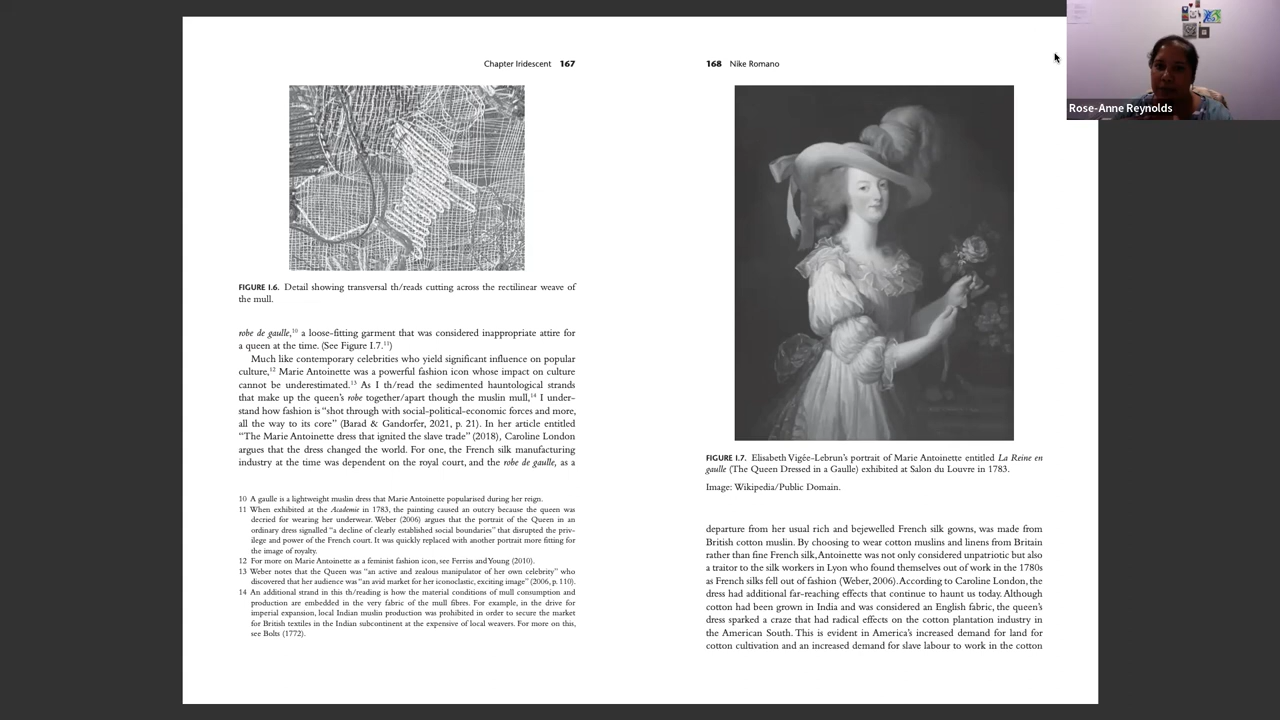 Chapter Iridescent 167
FIGURE I.6. Detail showing transversal th/reads cutting across the rectilinear weave of
the mull.
robe de gaulle,10 a loose-fitting garment that was considered inappropriate attire for
a queen at the time. (See Figure I.7.11)
Much like contemporary celebrities who yield significant influence on popular
culture,12 Marie Antoinette was a powerful fashion icon whose impact on culture
cannot be underestimated.13 As I th/read the sedimented hauntological strands
that make up the queen's robe together/apart though the muslin mull,14 I under-
stand how fashion is "shot through with social-political-economic forces and more,
all the way to its core" (Barad & Gandorfer, 2021, p. 21). In her article entitled
"The Marie Antoinette dress that ignited the slave trade" (2018), Caroline London
argues that the dress changed the world. For one, the French silk manufacturing
industry at the time was dependent on the royal court, and the robe de gaulle, as a
10 A gaulle is a lightweight muslin dress that Marie Antoinette popularised during her reign.
11 When exhibited at the Academie in 1783, the painting caused an outcry because the queen was
decried for wearing her underwear. Weber (2006) argues that the portrait of the Queen in an
ordinary dress signalled "a decline of clearly established social boundaries" that disrupted the priv-
ilege and power of the French court. It was quickly replaced with another portrait more fitting for
the image of royalty.
12 For more on Marie Antoinette as a feminist fashion icon, see Ferriss and Young (2010).
13 Weber notes that the Queen was "an active and zealous manipulator of her own celebrity" who
discovered that her audience was "an avid market for her iconoclastic, exciting image" (2006, p. 110).
14 An additional strand in this th/reading is how the material conditions of mull consumption and
production are embedded in the very fabric of the mull fibres. For example, in the drive for
imperial expansion, local Indian muslin production was prohibited in order to secure the market
for British textiles in the Indian subcontinent at the expensive of local weavers. For more on this,
see Bolts (1772).
168 Nike Romano
FIGURE I.7. Elisabeth Vigée-Lebrun's portrait of Marie Antoinette entitled La Reine en
gaulle (The Queen Dressed in a Gaulle) exhibited at Salon du Louvre in 1783.
Image: Wikipedia/Public Domain.
departure from her usual rich and bejewelled French silk gowns, was made from
British cotton muslin. By choosing to wear cotton muslins and linens from Britain
rather than fine French silk, Antoinette was not only considered unpatriotic but also
a traitor to the silk workers in Lyon who found themselves out of work in the 1780s
as French silks fell out of fashion (Weber, 2006). According to Caroline London, the
dress had additional far-reaching effects that continue to haunt us today. Although
cotton had been grown in India and was considered an English fabric, the queen's
dress sparked a craze that had radical effects on the cotton plantation industry in
the American South. This is evident in America's increased demand for land for
cotton cultivation and an increased demand for slave labour to work in the cotton
Rose-Anne Reynolds